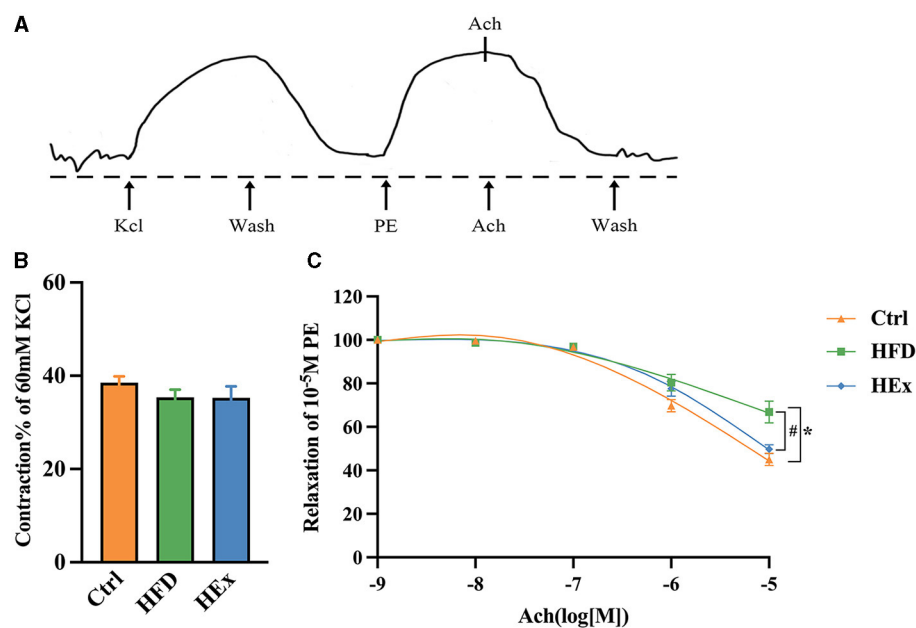 A
Ach
Kcl Wash PE Ach Wash
B
Contraction% of 60mM KCl
60
40
20
0
Ctrl HFD HEx
C
Relaxation of 10⁻⁵M PE
120
100
80
60
40
20
0
-9 -8 -7 -6 -5
Ach(log[M])
# *
Ctrl
HFD
HEx